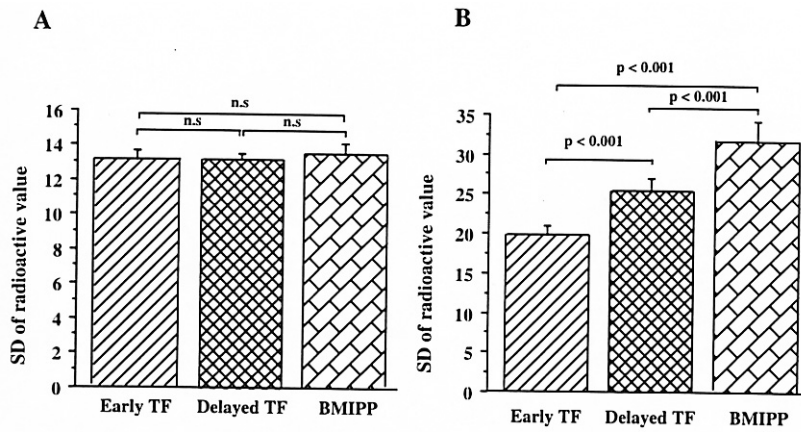 A
SD of radioactive value
16
14
12
10
8
6
4
2
0
n.s
n.s
n.s
Early TF
Delayed TF
BMIPP
B
SD of radioactive value
35
30
25
20
15
10
5
0
p < 0.001
p < 0.001
p < 0.001
Early TF
Delayed TF
BMIPP